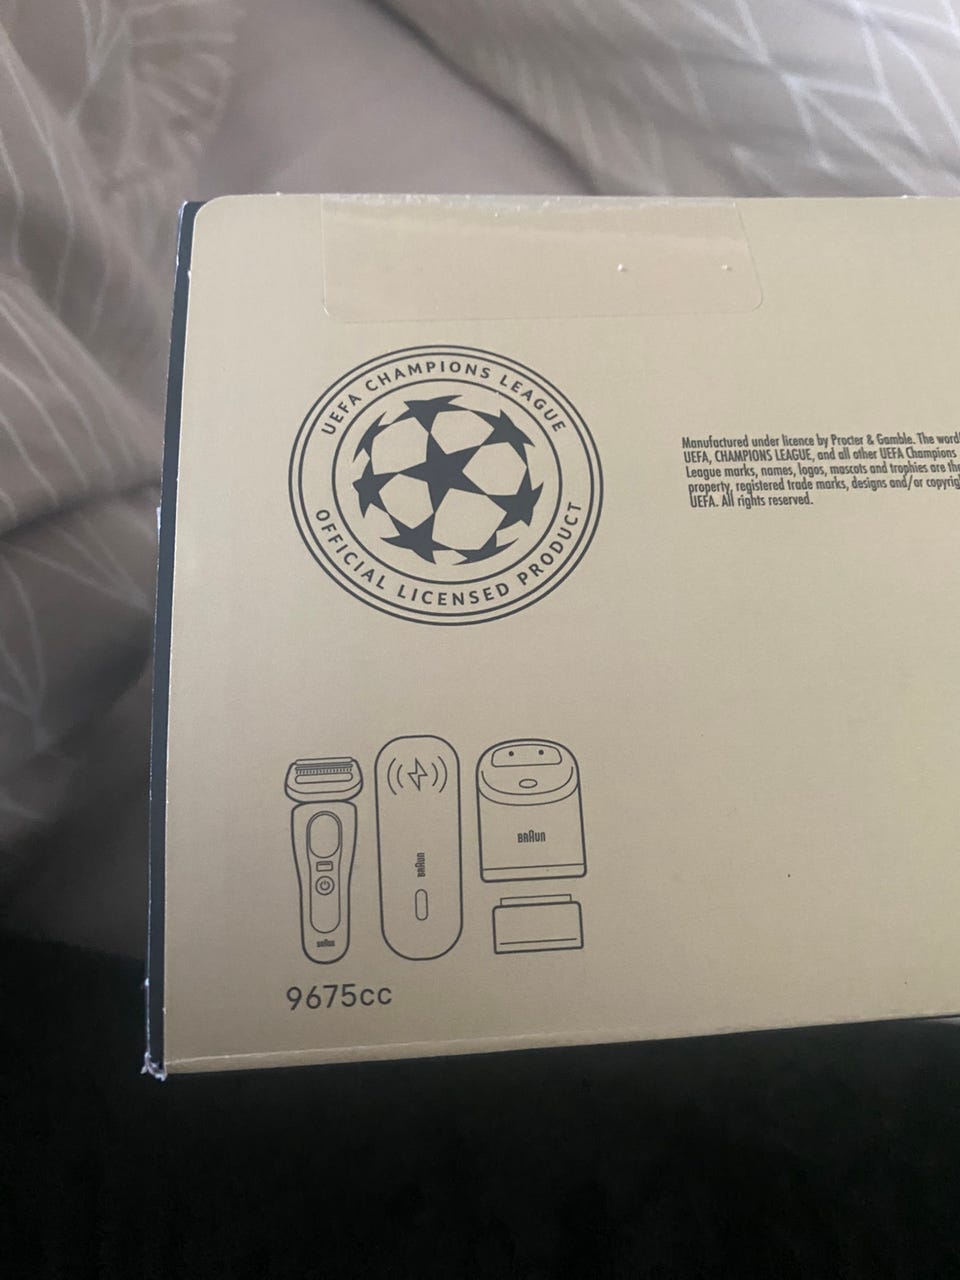 UEFA CHAMPIONS LEAGUE
OFFICIAL LICENSED PRODUCT
Manufactured under licence by Procter & Gamble. The
UEFA, CHAMPIONS LEAGUE, and all other UEFA Champions
League marks, names, logos, mascots and trophies are the
property, registered trade marks, designs and/or
UEFA. All rights reserved.
BRAUN
BRAUN
BRAUN
9675cc